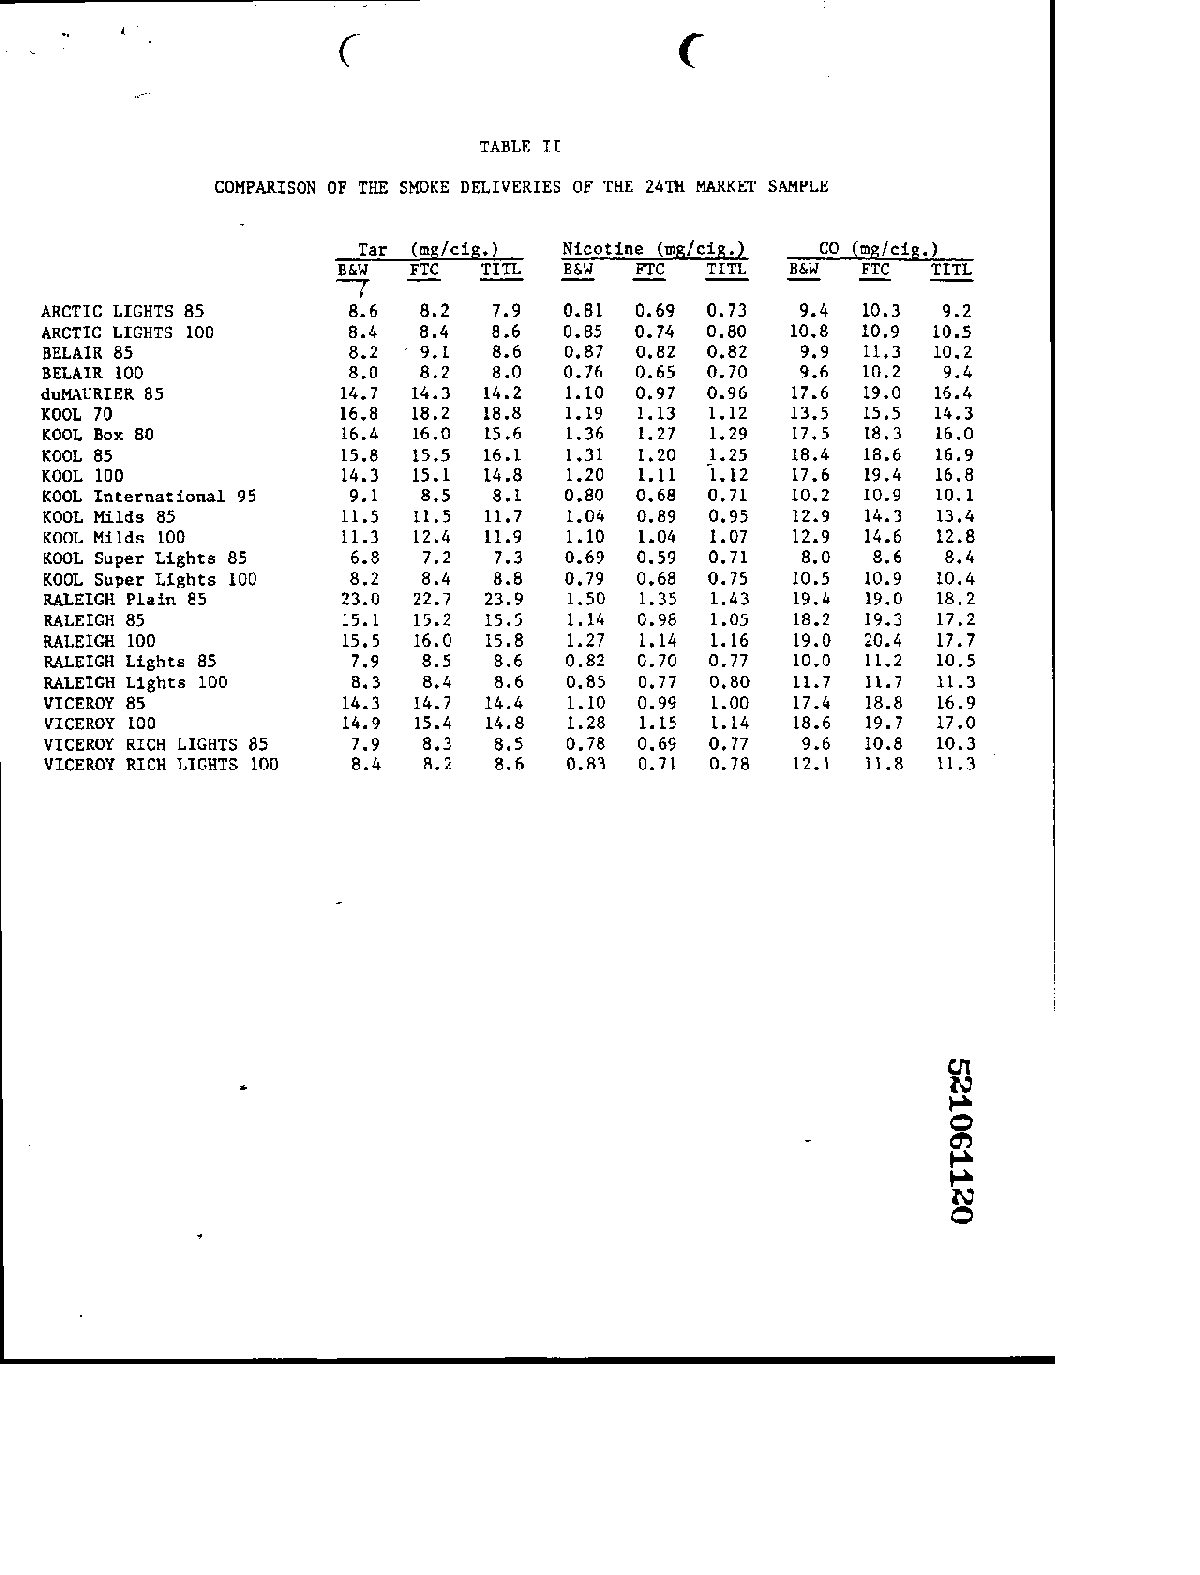 TABLE II
COMPARISON OF THE SMOKE DELIVERIES OF THE 24TH MARKET SAMPLE
Tar (mg/cig.) Nicotine (mg/cig.) CO (mg/cig.)
B&W FTC TITL B&W FTC TITL B&W FTC TITL
ARCTIC LIGHTS 85 8.6 8.2 7.9 0.81 0.69 0.73 9.4 10.3 9.2
ARCTIC LIGHTS 100 8.4 8.4 8.6 0.85 0.74 0.80 10.8 10.9 10.5
BELAIR 85 8.2 9.1 8.6 0.87 0.82 0.82 9.9 11.3 10.2
BELAIR 100 8.0 8.2 8.0 0.76 0.65 0.70 9.6 10.2 9.4
duMAURIER 85 14.7 14.3 14.2 1.10 0.97 0.96 17.6 19.0 16.4
KOOL 70 16.8 18.2 18.8 1.19 1.13 1.12 13.5 15.5 14.3
KOOL Box 80 16.4 16.0 15.6 1.36 1.27 1.29 17.5 18.3 16.0
KOOL 85 15.8 15.5 16.1 1.31 1.20 1.25 18.4 18.6 16.9
KOOL 100 14.3 15.1 14.8 1.20 1.11 1.12 17.6 19.4 16.8
KOOL International 95 9.1 8.5 8.1 0.80 0.68 0.71 10.2 10.9 10.1
KOOL Milds 85 11.5 11.5 11.7 1.04 0.89 0.95 12.9 14.3 13.4
KOOL Milds 100 11.3 12.4 11.9 1.10 1.04 1.07 12.9 14.6 12.8
KOOL Super Lights 85 6.8 7.2 7.3 0.69 0.59 0.71 8.0 8.6 8.4
KOOL Super Lights 100 8.2 8.4 8.8 0.79 0.68 0.75 10.5 10.9 10.4
RALEIGH Plain 85 23.0 22.7 23.9 1.50 1.35 1.43 19.4 19.0 18.2
RALEIGH 85 15.1 15.2 15.5 1.14 0.98 1.05 18.2 19.3 17.2
RALEIGH 100 15.5 16.0 15.8 1.27 1.14 1.16 19.0 20.4 17.7
RALEIGH Lights 85 7.9 8.5 8.6 0.82 0.70 0.77 10.0 11.2 10.5
RALEIGH Lights 100 8.3 8.4 8.6 0.85 0.77 0.80 11.7 11.7 11.3
VICEROY 85 14.3 14.7 14.4 1.10 0.99 1.00 17.4 18.8 16.9
VICEROY 100 14.9 15.4 14.8 1.28 1.15 1.14 18.6 19.7 17.0
VICEROY RICH LIGHTS 85 7.9 8.3 8.5 0.78 0.69 0.77 9.6 10.8 10.3
VICEROY RICH LIGHTS 100 8.4 8.2 8.6 0.83 0.71 0.78 12.1 11.8 11.3
521061120